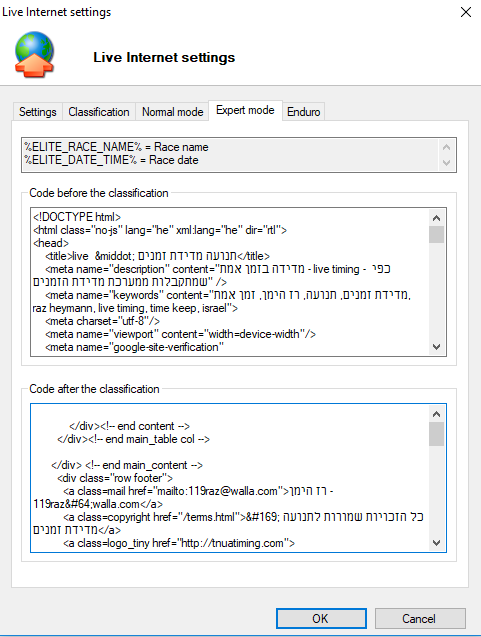 Live Internet settings
Live Internet settings
Settings
Classification
Normal mode
Expert mode
Enduro
%ELITE_RACE_NAME% = Race name
%ELITE_DATE_TIME% = Race date
Code before the classification
<!DOCTYPE html>
<html class="no-js" lang="he" xml:lang="he" dir="rtl">
<head>
<title>live &middot; תנועה מדידת זמנים</title>
<meta name="description" content="מדידה בזמן אמת - live timing - כפי
שמתקבלות ממערכת מדידת הזמנים" />
<meta name="keywords" content="מדידת זמנים, תנועה, רז הימן, זמן אמת,
raz heymann, live timing, time keep, israel">
<meta charset="utf-8"/>
<meta name="viewport" content="width=device-width"/>
<meta name="google-site-verification"
Code after the classification
</div><!-- end content -->
</div><!-- end main_table col -->
</div> <!-- end main_content -->
<div class="row footer">
<a class=mail href="mailto:119raz@walla.com">רז הימן -
119raz&#64;walla.com</a>
<a class=copyright href="/terms.html">&#169; כל הזכויות שמורות לתנועה
מדידת זמנים</a>
<a class=logo_tiny href="http://tnuatiming.com">
OK
Cancel